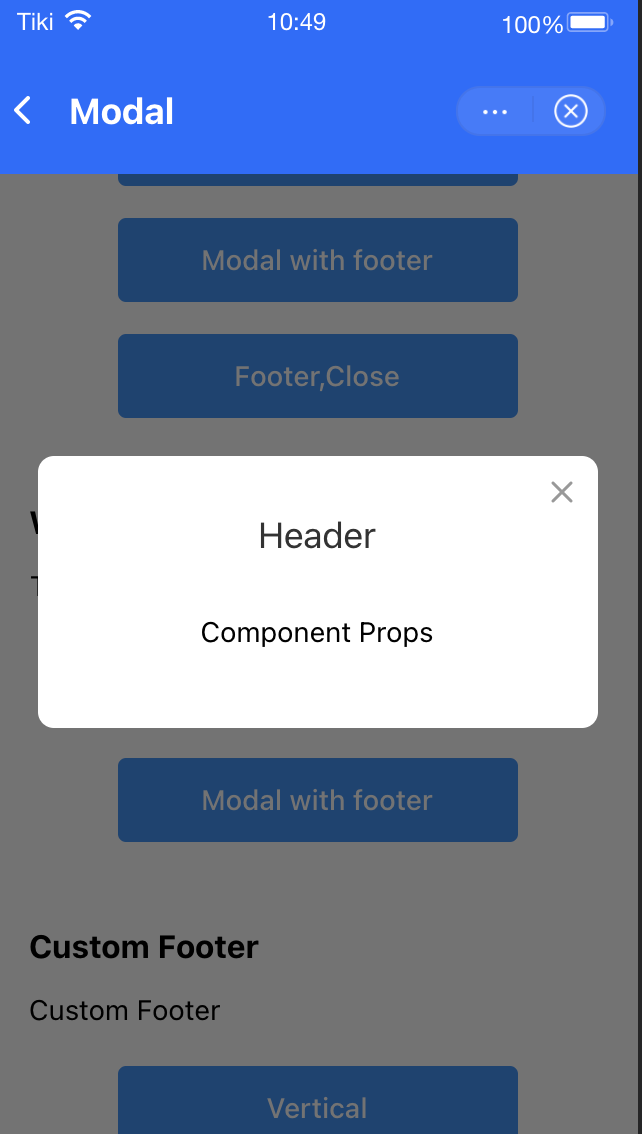 Tiki 10:49 100%
Modal
Modal with footer
Footer,Close
Header
Component Props
Modal with footer
Custom Footer
Custom Footer
Vertical